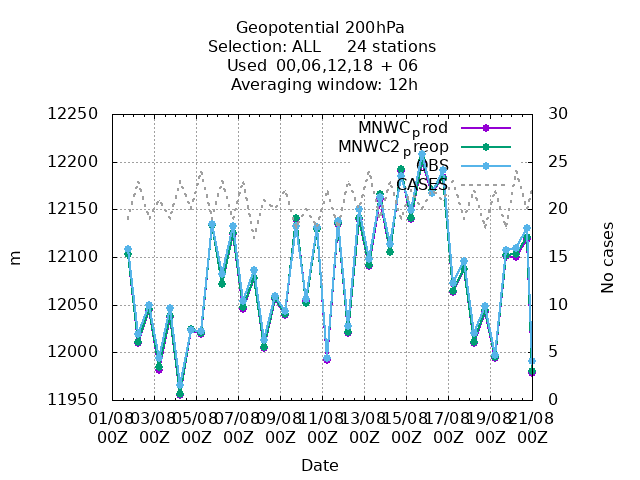 Geopotential 200hPa
Selection: ALL 24 stations
Used 00,06,12,18 + 06
Averaging window: 12h
12250 30
MNWCprod
MNWC2preop
12200 OBS 25
CASES
12150 20
m 12100 15 No cases
12050 10
12000 5
11950 0
01/08 03/08 05/08 07/08 09/08 11/08 13/08 15/08 17/08 19/08 21/08
00Z 00Z 00Z 00Z 00Z 00Z 00Z 00Z 00Z 00Z 00Z
Date